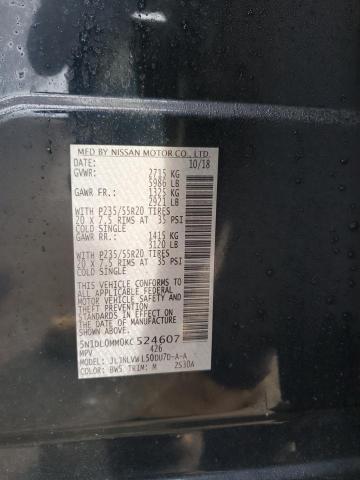 MFD BY NISSAN MOTOR CO., LTD.
DATE: 10/18
GVWR: 2715 KG
5986 LB
GAWR FR: 1325 KG
2921 LB
WITH P235/55R20 TIRES
20 X 7.5 RIMS AT 35 PSI
COLD SINGLE
GAWR RR: 1415 KG
3120 LB
WITH P235/55R20 TIRES
20 X 7.5 RIMS AT 35 PSI
COLD SINGLE
THIS VEHICLE CONFORMS
TO ALL APPLICABLE FEDERAL
MOTOR VEHICLE SAFETY AND
THEFT PREVENTION
STANDARDS IN EFFECT ON
THE DATE OF MANUFACTURE
SHOWN ABOVE.
5N1DL0MM0KC 524607
MPV 426
MODEL: JLJNLVWL50DU7D-A-A
COLOR: BW5 TRIM: M 2S30A